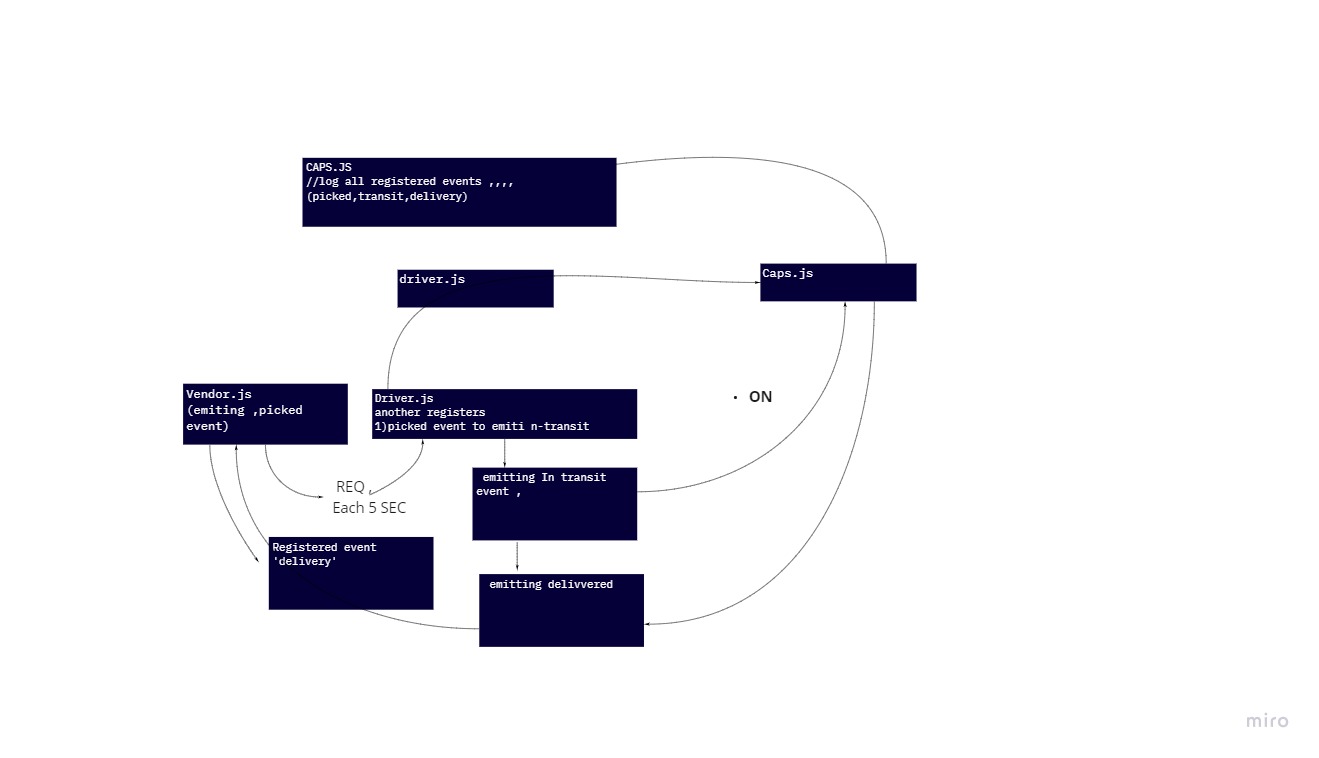 CAPS.JS
//log all registered events ,,,,
(picked,transit,delivery)
driver.js
Caps.js
Vendor.js
(emiting ,picked
event)
Driver.js
another registers
1)picked event to emiti n-transit
• ON
REQ ,
Each 5 SEC
emitting In transit
event ,
Registered event
'delivery'
emitting delivvered
miro